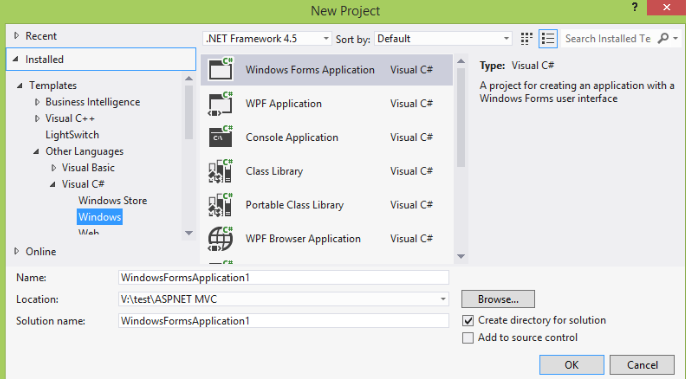 New Project
? ×
Recent
.NET Framework 4.5 Sort by: Default Search Installed Te
Installed
Templates
Business Intelligence
Visual C++
LightSwitch
Other Languages
Visual Basic
Visual C#
Windows Store
Windows
Web
Online
C# Windows Forms Application Visual C#
C# WPF Application Visual C#
C# C:\ Console Application Visual C#
C# Class Library Visual C#
C# Portable Class Library Visual C#
C# WPF Browser Application Visual C#
C#
Type: Visual C#
A project for creating an application with a
Windows Forms user interface
Name: WindowsFormsApplication1
Location: V:\test\ASPNET MVC Browse...
Solution name: WindowsFormsApplication1
Create directory for solution
Add to source control
OK Cancel